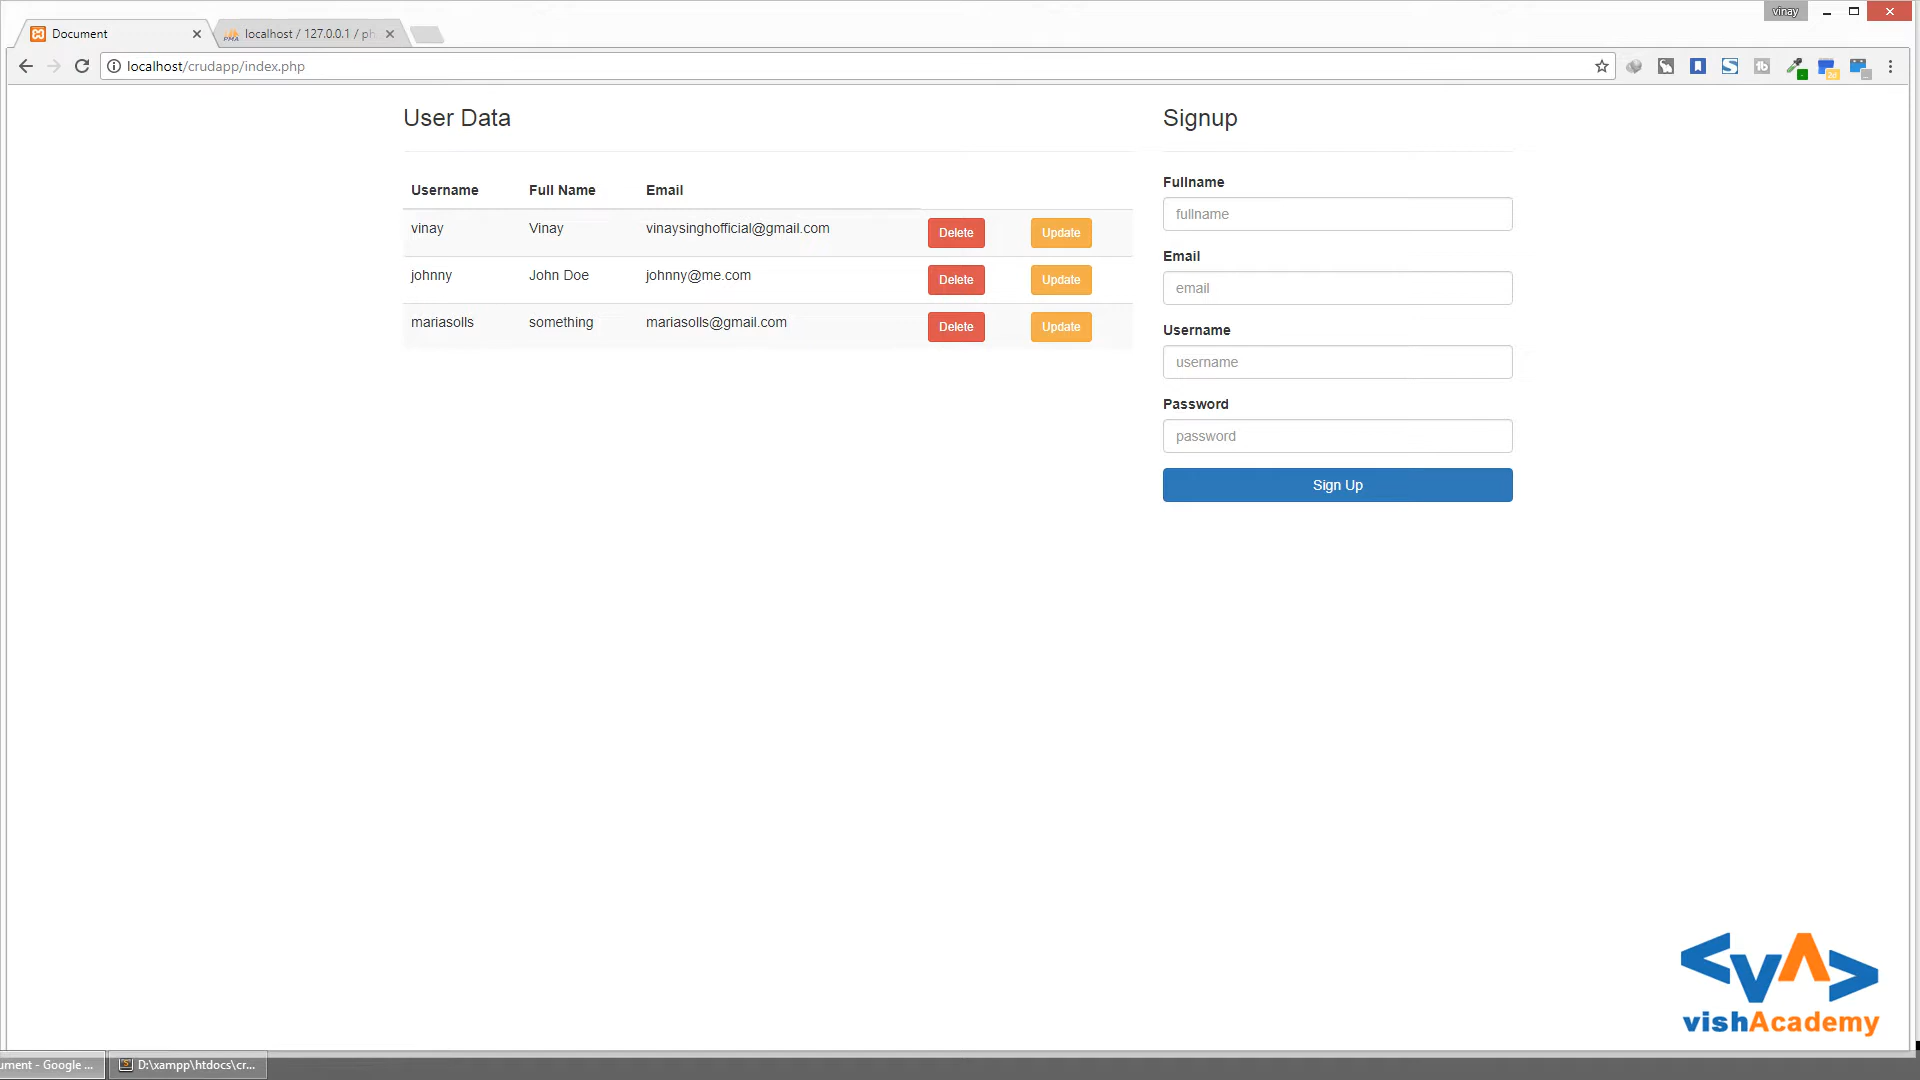 vinay
Document
localhost / 127.0.0.1 / ph
localhost/crudapp/index.php
User Data
Username Full Name Email
vinay Vinay vinaysinghofficial@gmail.com Delete Update
johnny John Doe johnny@me.com Delete Update
mariasolls something mariasolls@gmail.com Delete Update
Signup
Fullname
fullname
Email
email
Username
username
Password
password
Sign Up
<VA>
vishAcademy
ument - Google ...
D:\xampp\htdocs\cr...